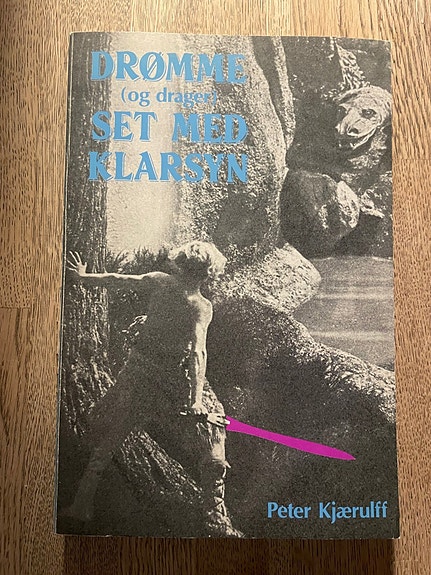 DRØMME
(og drager)
SET MED
KLARSYN
Peter Kjærulff